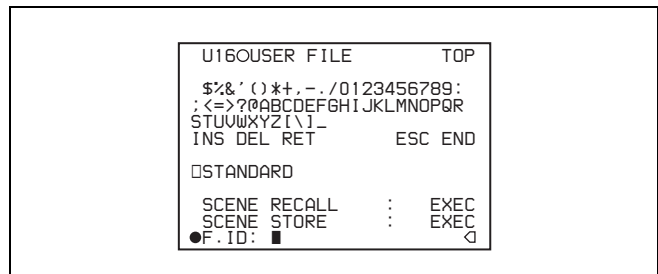 U16○USER FILE TOP
$%&'()*+,-./0123456789:
;<=>?@ABCDEFGHIJKLMNOPQR
STUVWXYZ[\]_
INS DEL RET ESC END
□STANDARD
SCENE RECALL : EXEC
SCENE STORE : EXEC
●F.ID: ■